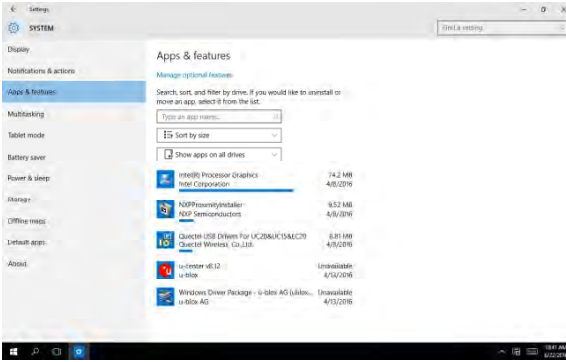 Settings
SYSTEM
Find a setting
Display
Notifications & actions
Apps & features
Multitasking
Tablet mode
Battery saver
Power & sleep
Storage
Offline maps
Default apps
About
Apps & features
Manage optional features
Search, sort, and filter by drive. If you would like to uninstall or
move an app, select it from the list.
Type an app name
Sort by size
Show apps on all drives
Intel(R) Processor Graphics 74.2 MB
Intel Corporation 4/8/2016
NXPProximityInstaller 9.52 MB
NXP Semiconductors 4/8/2016
Quectel USB Drivers For UC20&UC15&EC20 6.81 MB
Quectel Wireless, Co.,Ltd. 4/8/2016
u-center v8.12 Unavailable
u-blox 4/13/2016
Windows Driver Package - u-blox AG (ublox... Unavailable
u-blox AG 4/13/2016
10:41 AM